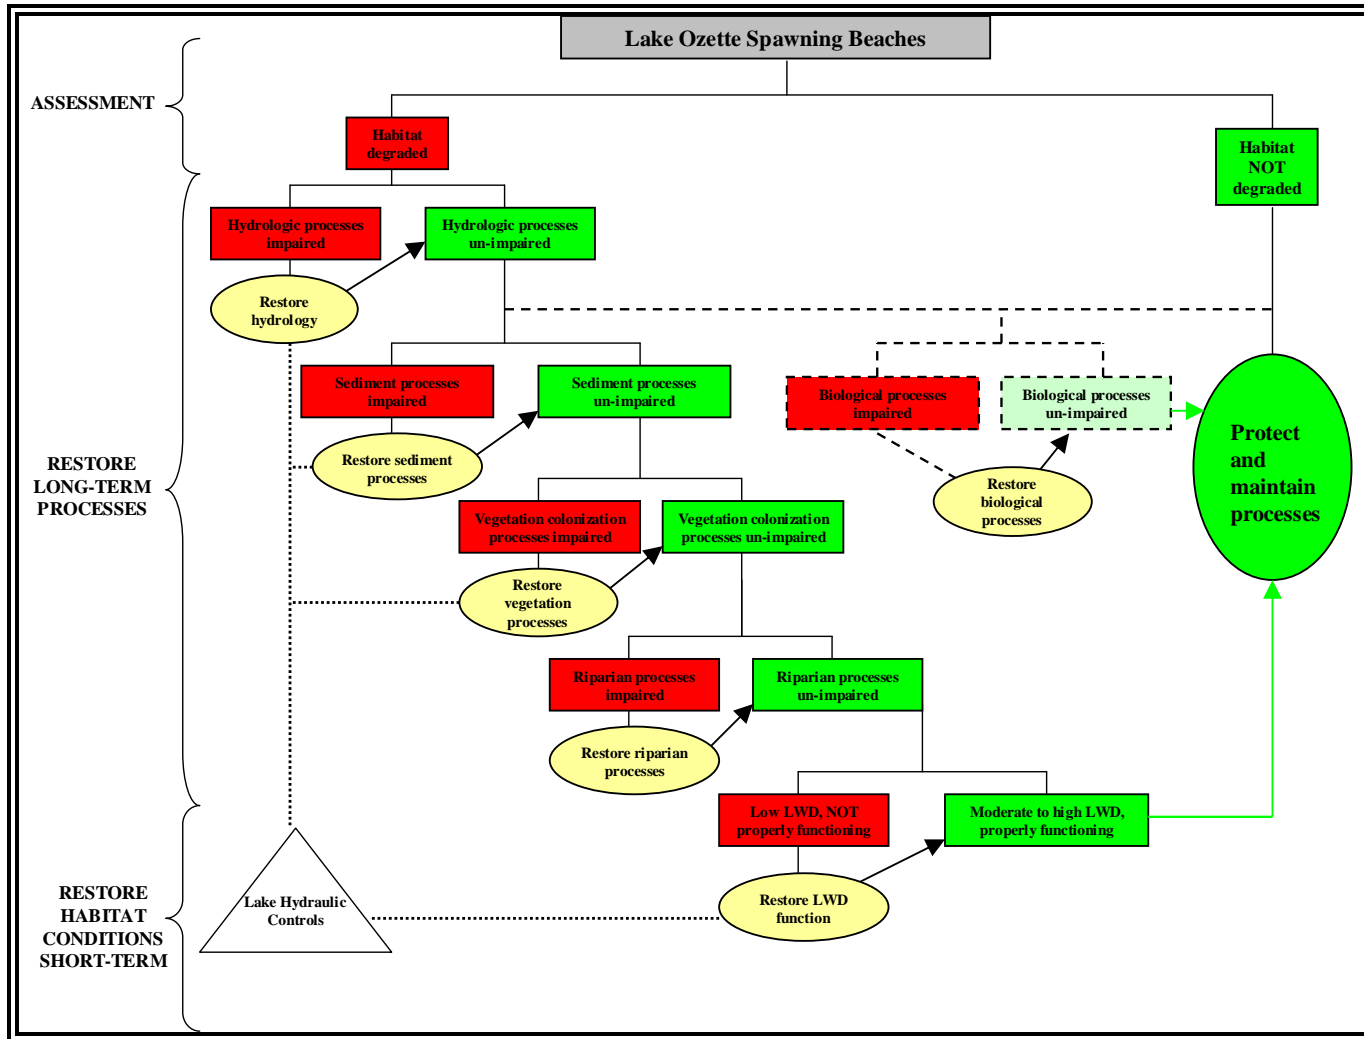 Lake Ozette Spawning Beaches
ASSESSMENT
Habitat
degraded
Habitat
NOT
degraded
Hydrologic processes
impaired
Hydrologic processes
un-impaired
Restore
hydrology
Sediment processes
impaired
Sediment processes
un-impaired
Biological processes
impaired
Biological processes
un-impaired
Restore sediment
processes
Restore
biological
processes
Protect
and
maintain
processes
RESTORE
LONG-TERM
PROCESSES
Vegetation colonization
processes impaired
Vegetation colonization
processes un-impaired
Restore
vegetation
processes
Riparian processes
impaired
Riparian processes
un-impaired
Restore riparian
processes
Low LWD, NOT
properly functioning
Moderate to high LWD,
properly functioning
RESTORE
HABITAT
CONDITIONS
SHORT-TERM
Lake Hydraulic
Controls
Restore LWD
function